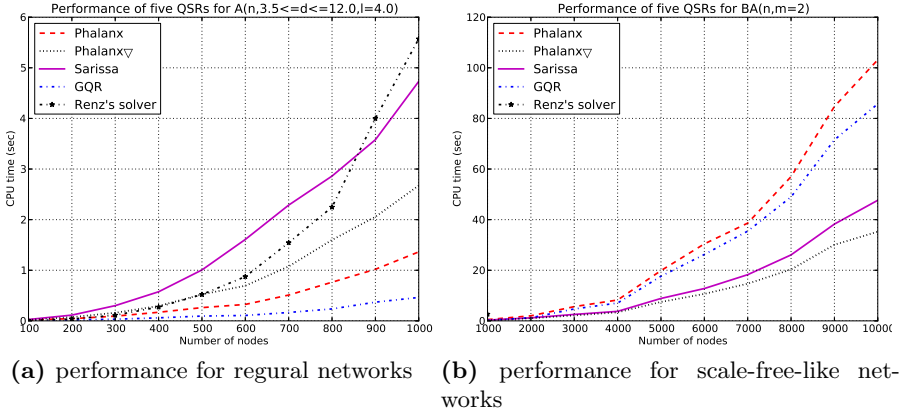 Performance of five QSRs for A(n,3.5<=d<=12.0,l=4.0)
Phalanx
Phalanx▽
Sarissa
GQR
Renz's solver
CPU time (sec)
6
5
4
3
2
1
0
100 200 300 400 500 600 700 800 900 1000
Number of nodes
(a) performance for regural networks
Performance of five QSRs for BA(n,m=2)
Phalanx
Phalanx▽
Sarissa
GQR
Renz's solver
CPU time (sec)
120
100
80
60
40
20
0
1000 2000 3000 4000 5000 6000 7000 8000 9000 10000
Number of nodes
(b) performance for scale-free-like net-
works